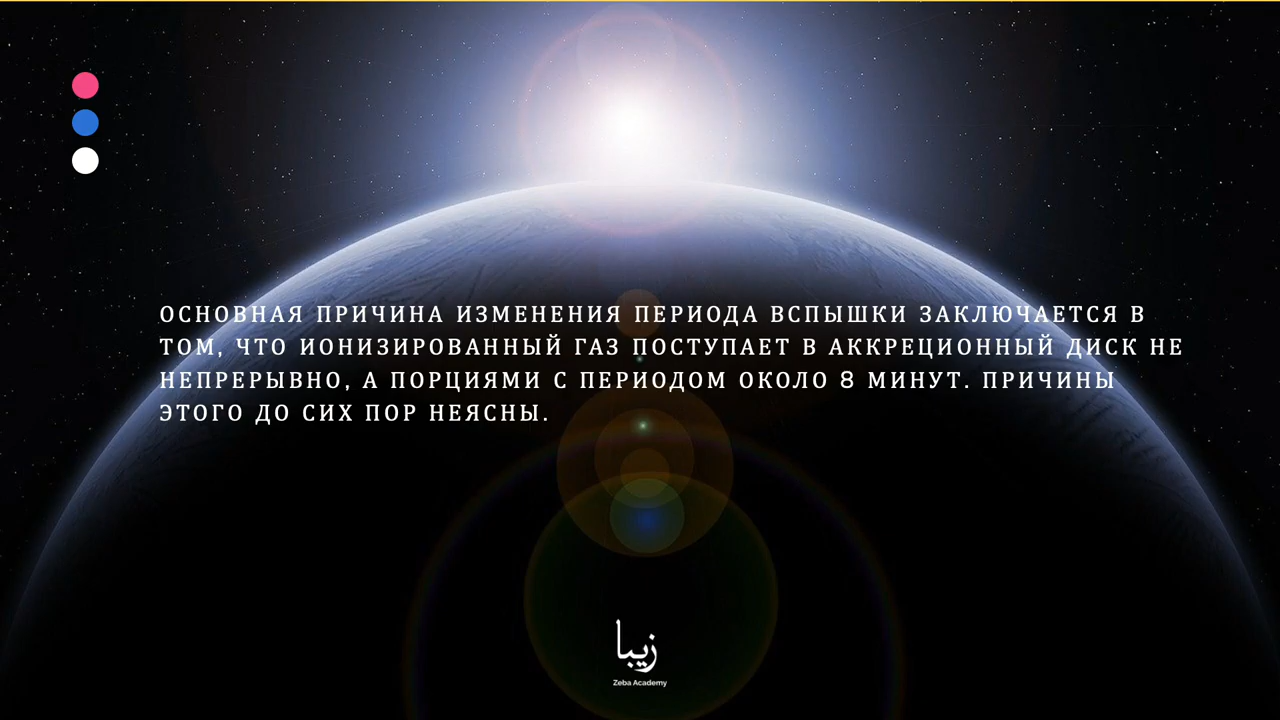 ОСНОВНАЯ ПРИЧИНА ИЗМЕНЕНИЯ ПЕРИОДА ВСПЫШКИ ЗАКЛЮЧАЕТСЯ В
ТОМ, ЧТО ИОНИЗИРОВАННЫЙ ГАЗ ПОСТУПАЕТ В АККРЕЦИОННЫЙ ДИСК НЕ
НЕПРЕРЫВНО, А ПОРЦИЯМИ С ПЕРИОДОМ ОКОЛО 8 МИНУТ. ПРИЧИНЫ
ЭТОГО ДО СИХ ПОР НЕЯСНЫ.
زیبا
Zeba Academy